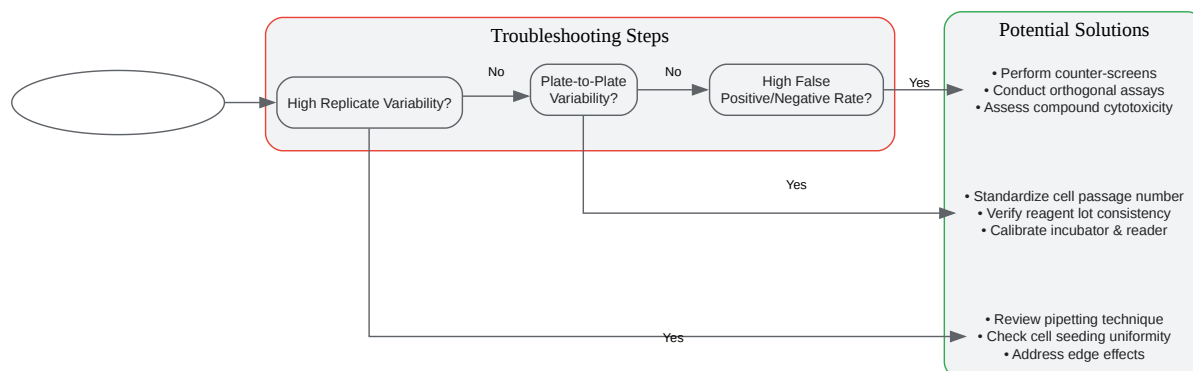 Troubleshooting Steps
High Replicate Variability?
No
Plate-to-Plate
Variability?
No
High False
Positive/Negative Rate?
Yes
Potential Solutions
• Perform counter-screens
• Conduct orthogonal assays
• Assess compound cytotoxicity
Yes
• Standardize cell passage number
• Verify reagent lot consistency
• Calibrate incubator & reader
Yes
• Review pipetting technique
• Check cell seeding uniformity
• Address edge effects